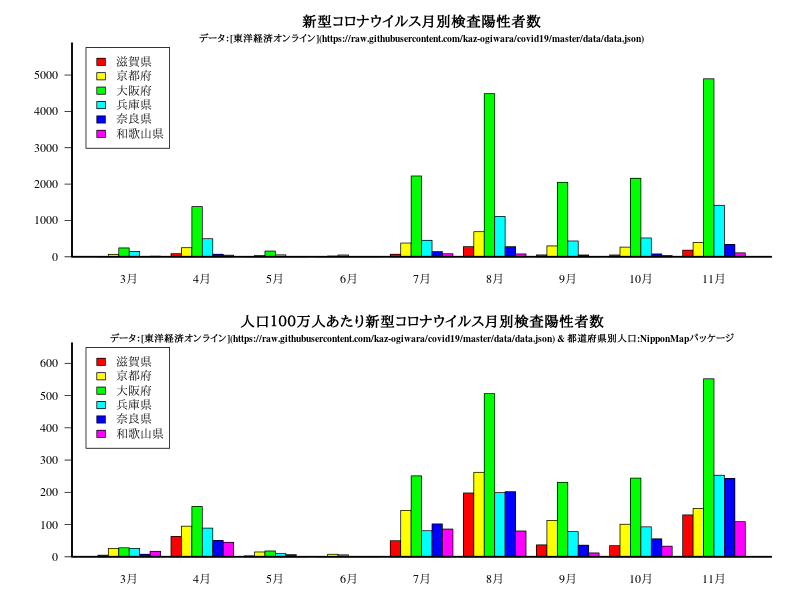 新型コロナウイルス月別検査陽性者数
データ:[東洋経済オンライン](https://raw.githubusercontent.com/kaz-ogiwara/covid19/master/data/data.json)
5000
4000
3000
2000
1000
0
滋賀県
京都府
大阪府
兵庫県
奈良県
和歌山県
3月 4月 5月 6月 7月 8月 9月 10月 11月
人口100万人あたり新型コロナウイルス月別検査陽性者数
データ:[東洋経済オンライン](https://raw.githubusercontent.com/kaz-ogiwara/covid19/master/data/data.json) & 都道府県別人口:NipponMapパッケージ
600
500
400
300
200
100
0
滋賀県
京都府
大阪府
兵庫県
奈良県
和歌山県
3月 4月 5月 6月 7月 8月 9月 10月 11月